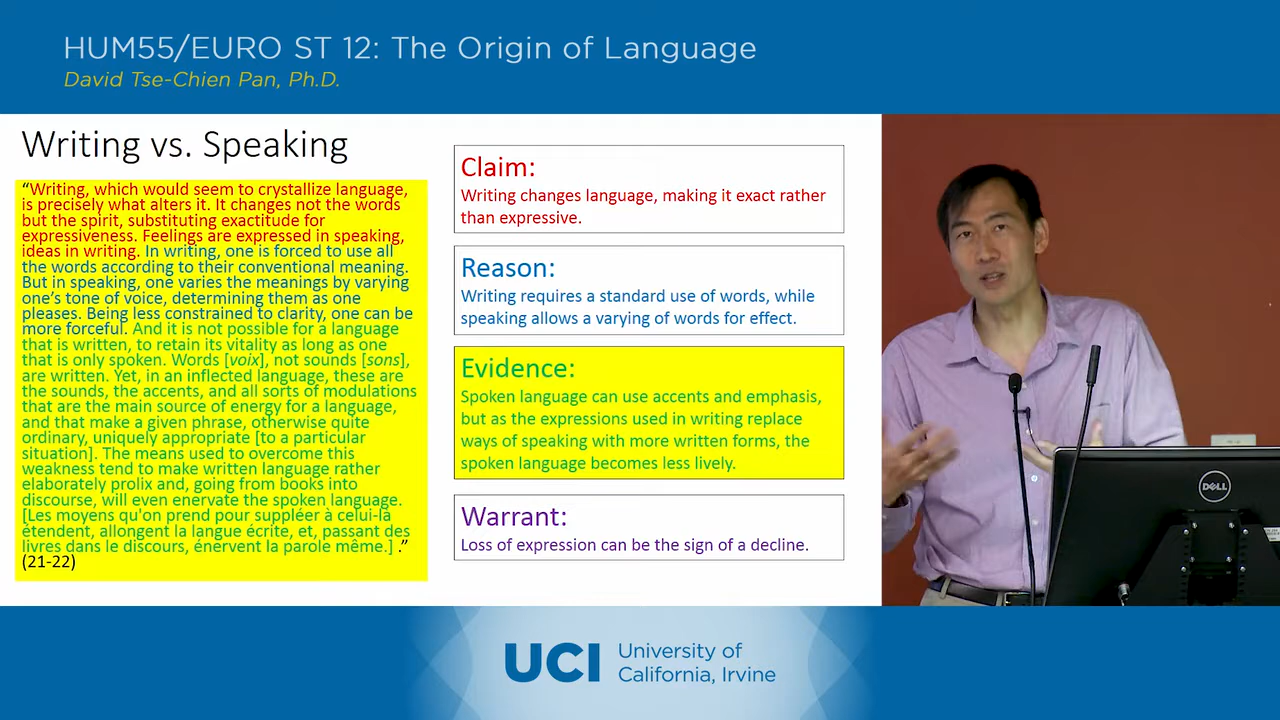 HUM55/EURO ST 12: The Origin of Language
David Tse-Chien Pan, Ph.D.
Writing vs. Speaking
“Writing, which would seem to crystallize language,
is precisely what alters it. It changes not the words
but the spirit, substituting exactitude for
expressiveness. Feelings are expressed in speaking,
ideas in writing. In writing, one is forced to use all
the words according to their conventional meaning.
But in speaking, one varies the meanings by varying
one’s tone of voice, determining them as one
pleases. Being less constrained to clarity, one can be
more forceful. And it is not possible for a language
that is written, to retain its vitality as long as one
that is only spoken. Words [voix], not sounds [sons],
are written. Yet, in an inflected language, these are
the sounds, the accents, and all sorts of modulations
that are the main source of energy for a language,
and that make a given phrase, otherwise quite
ordinary, uniquely appropriate [to a particular
situation]. The means used to overcome this
weakness tend to make written language rather
elaborately prolix and, going from books into
discourse, will even enervate the spoken language.
[Les moyens qu'on prend pour suppléer à celui-là
étendent, allongent la langue écrite, et, passant des
livres dans le discours, énervent la parole même.] .”
(21-22)
Claim:
Writing changes language, making it exact rather
than expressive.
Reason:
Writing requires a standard use of words, while
speaking allows a varying of words for effect.
Evidence:
Spoken language can use accents and emphasis,
but as the expressions used in writing replace
ways of speaking with more written forms, the
spoken language becomes less lively.
Warrant:
Loss of expression can be the sign of a decline.
DELL
UCI
University of
California, Irvine